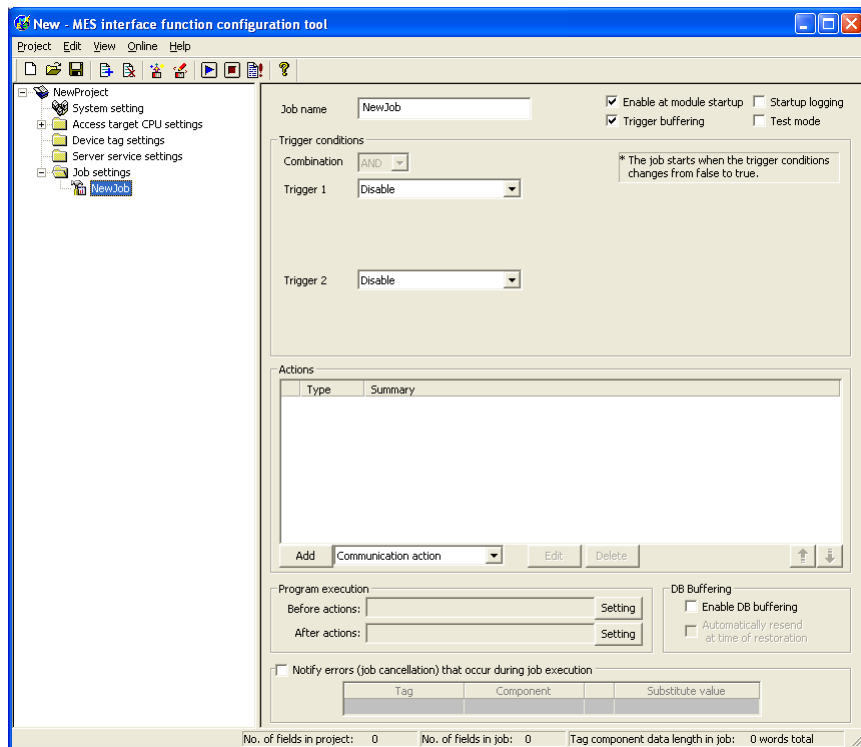 New - MES interface function configuration tool
Project Edit View Online Help
NewProject
System setting
Access target CPU settings
Device tag settings
Server service settings
Job settings
NewJob
Job name NewJob
Enable at module startup Startup logging
Trigger buffering Test mode
Trigger conditions
Combination AND
* The job starts when the trigger conditions
changes from false to true.
Trigger 1 Disable
Trigger 2 Disable
Actions
Type Summary
Add Communication action Edit Delete
Program execution
Before actions: Setting
After actions: Setting
DB Buffering
Enable DB buffering
Automatically resend
at time of restoration
Notify errors (job cancellation) that occur during job execution
Tag Component Substitute value
No. of fields in project: 0 No. of fields in job: 0 Tag component data length in job: 0 words total